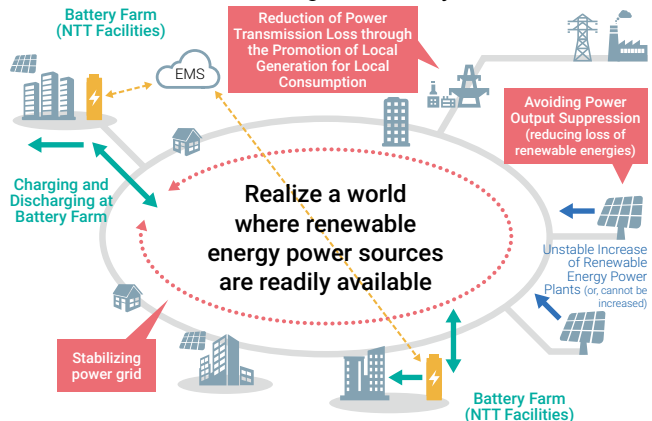 Battery Farm
(NTT Facilities)
EMS
Reduction of Power
Transmission Loss through
the Promotion of Local
Generation for Local
Consumption
Avoiding Power
Output Suppression
(reducing loss of
renewable energies)
Charging and
Discharging at
Battery Farm
Realize a world
where renewable
energy power sources
are readily available
Unstable Increase
of Renewable
Energy Power
Plants (or, cannot be
increased)
Stabilizing
power grid
Battery Farm
(NTT Facilities)